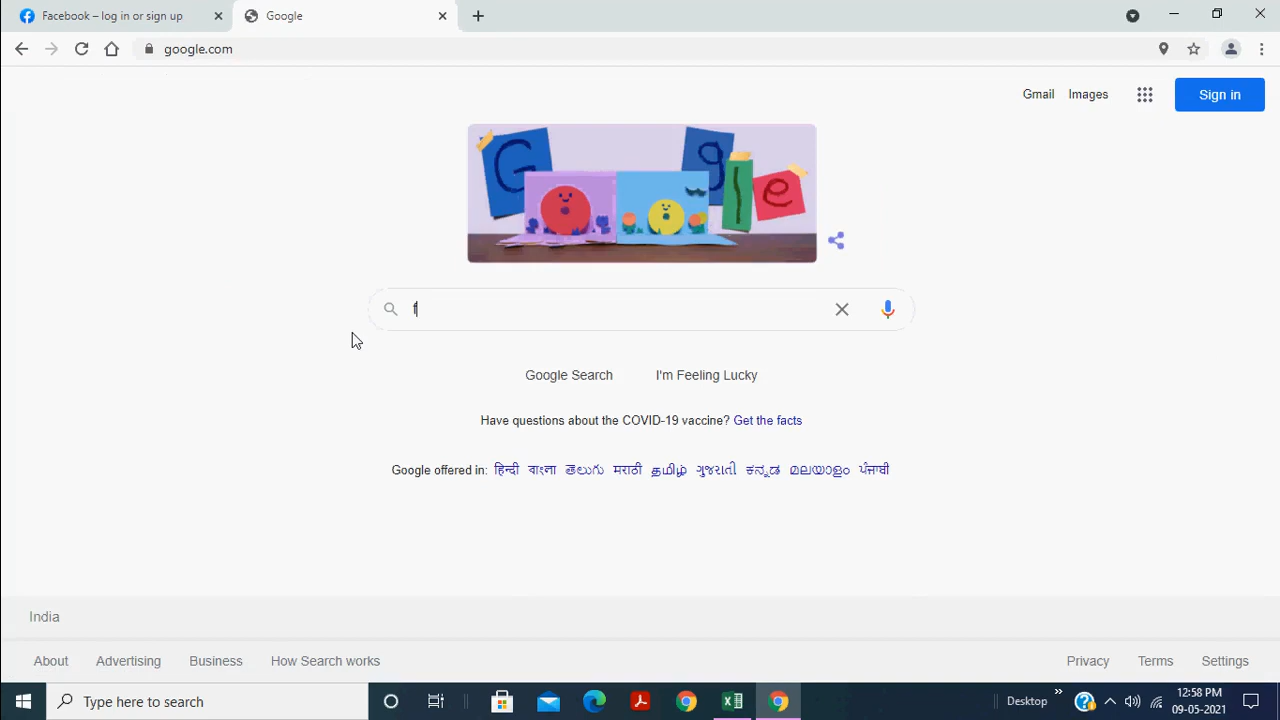 Facebook – log in or sign up
Google
google.com
Gmail Images Sign in
G g l e
f
Google Search I'm Feeling Lucky
Have questions about the COVID-19 vaccine? Get the facts
Google offered in: हिन्दी বাংলা తెలుగు मराठी தமிழ் ગુજરાતી ಕನ್ನಡ മലയാളം ਪੰਜਾਬੀ
India
About Advertising Business How Search works Privacy Terms Settings
Type here to search
Desktop
12:58 PM
09-05-2021